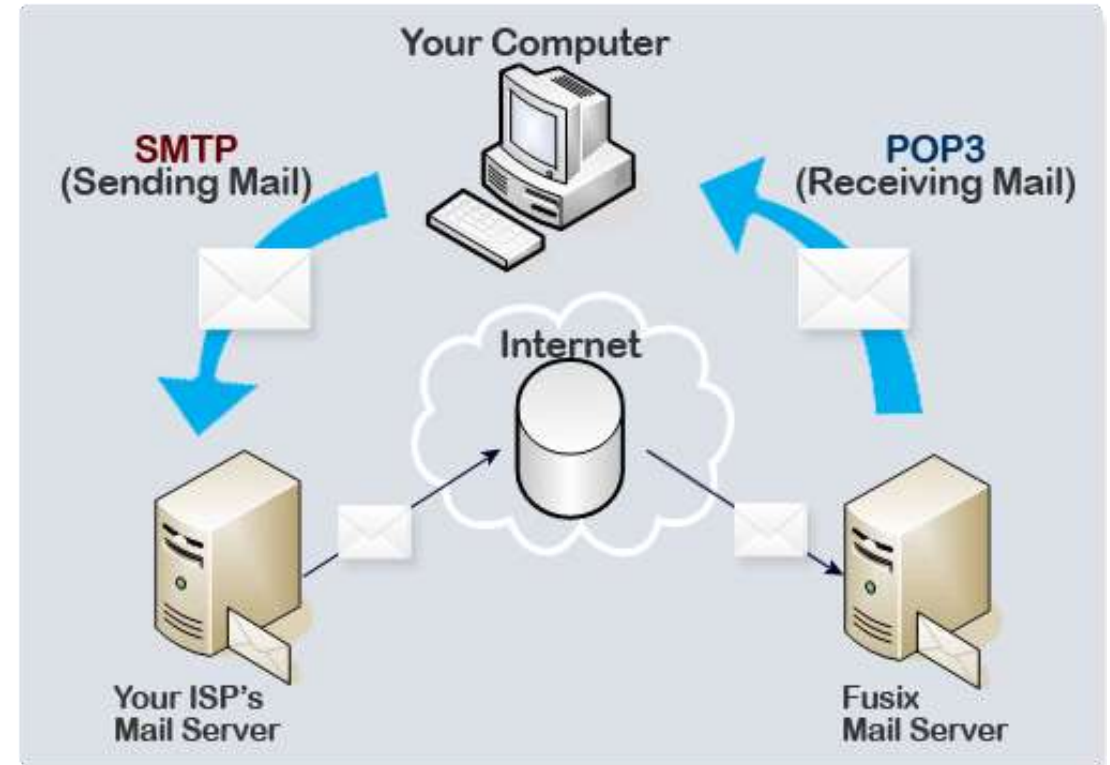 Your Computer
SMTP
(Sending Mail)
POP3
(Receiving Mail)
Internet
Your ISP's
Mail Server
Fusix
Mail Server